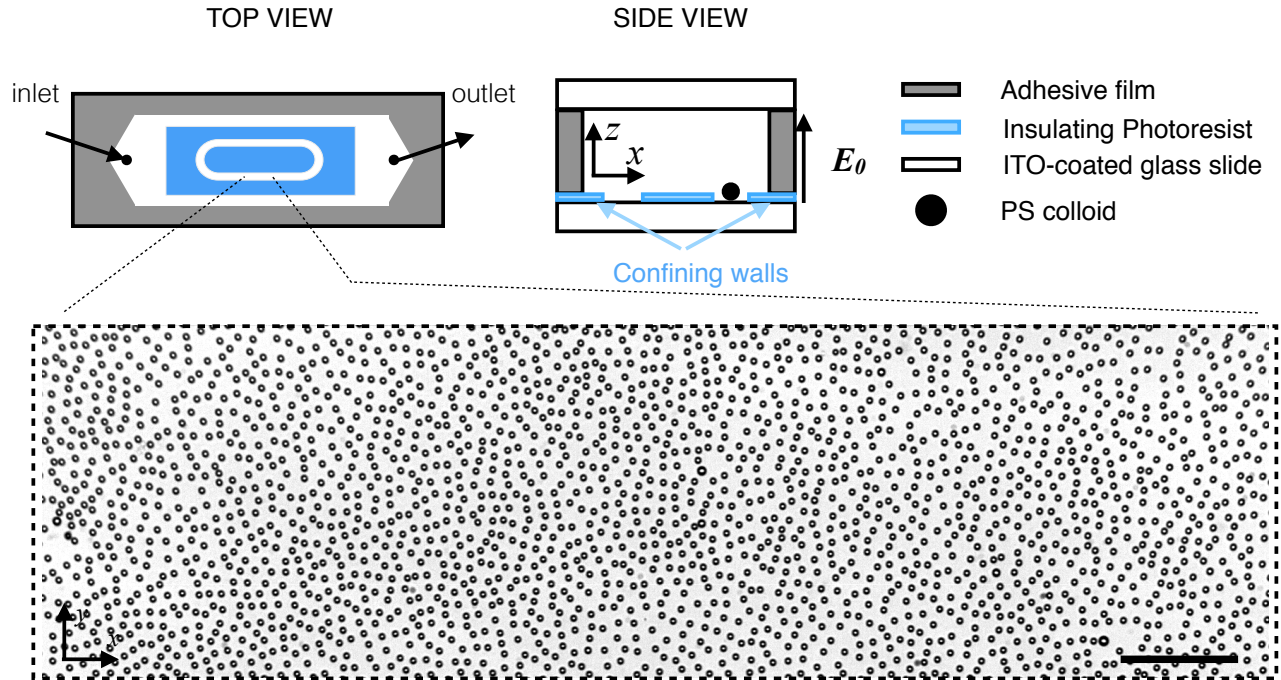 TOP VIEW
SIDE VIEW
inlet
outlet
z
x
E0
Adhesive film
Insulating Photoresist
ITO-coated glass slide
PS colloid
Confining walls
y
x